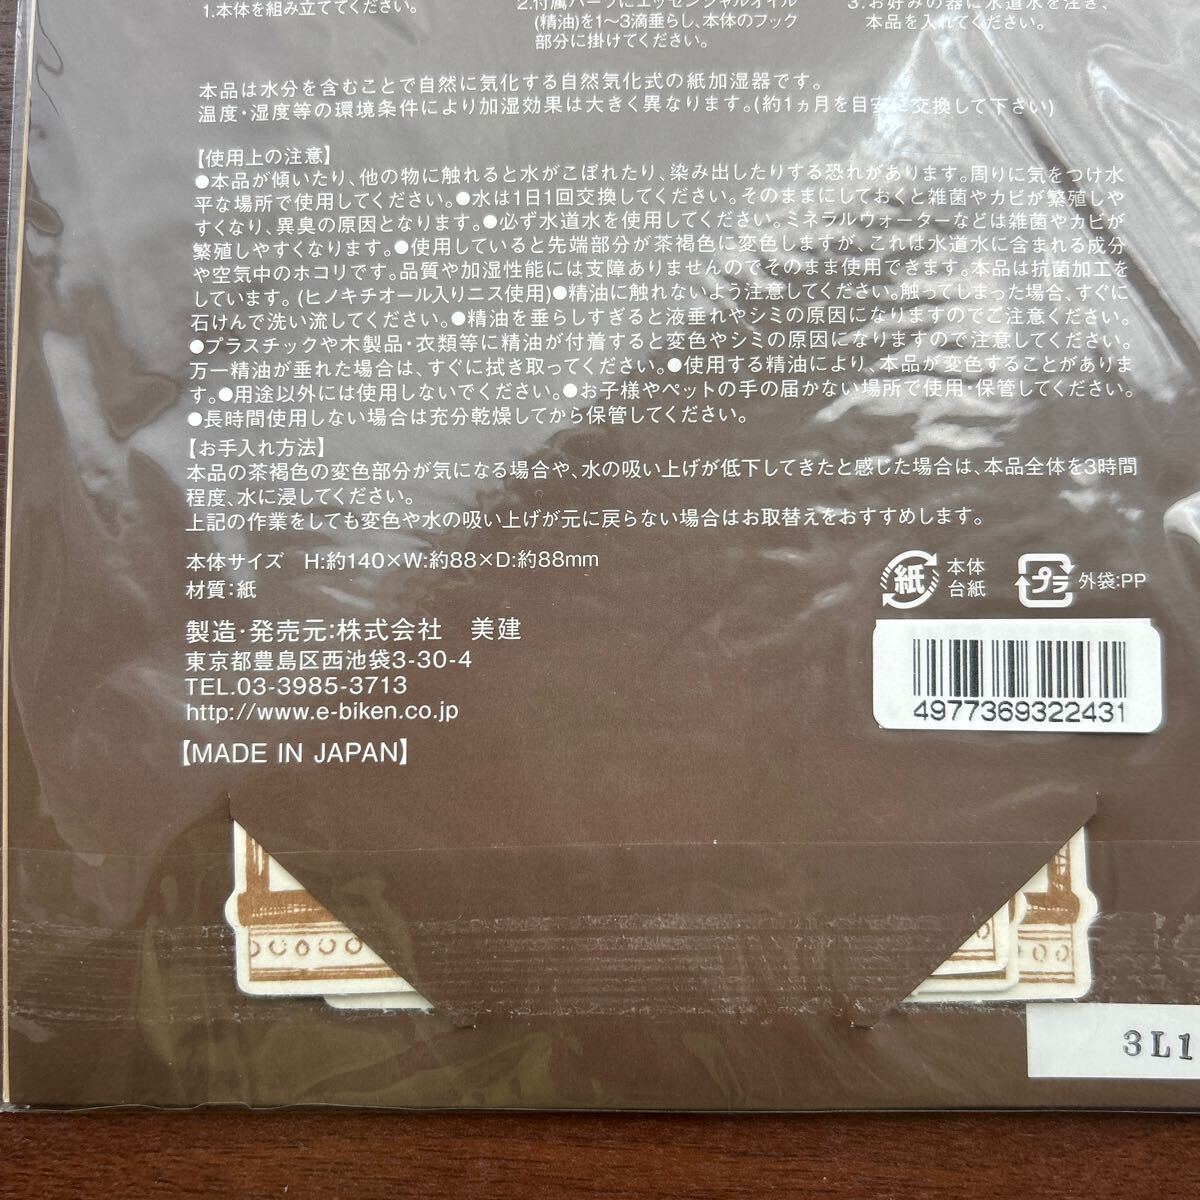 1.本体を組み立ててください。
2.付属パーツにエッセンシャルオイル
(精油)を1〜3滴垂らし、本体のフック
部分に掛けてください。
3.お好みの器に水道水を注ぎ、
本品を入れてください。
本品は水分を含むことで自然に気化する自然気化式の紙加湿器です。
温度・湿度等の環境条件により加湿効果は大きく異なります。(約1ヵ月を目安に交換して下さい)
【使用上の注意】
●本品が傾いたり、他の物に触れると水がこぼれたり、染み出したりする恐れがあります。周りに気をつけ水
平な場所で使用してください。●水は1日1回交換してください。そのままにしておくと雑菌やカビが繁殖しや
すくなり、異臭の原因となります。●必ず水道水を使用してください。ミネラルウォーターなどは雑菌やカビが
繁殖しやすくなります。●使用していると先端部分が茶褐色に変色しますが、これは水道水に含まれる成分
や空気中のホコリです。品質や加湿性能には支障ありませんのでそのまま使用できます。本品は抗菌加工を
しています。(ヒノキチオール入りニス使用)●精油に触れないよう注意してください。触ってしまった場合、すぐに
石けんで洗い流してください。●精油を垂らしすぎると液垂れやシミの原因になりますのでご注意ください。
●プラスチックや木製品・衣類等に精油が付着すると変色やシミの原因になりますので注意してください。
万一精油が垂れた場合は、すぐに拭き取ってください。●使用する精油により、本品が変色することがありま
す。●用途以外には使用しないでください。●お子様やペットの手の届かない場所で使用・保管してください。
●長時間使用しない場合は充分乾燥してから保管してください。
【お手入れ方法】
本品の茶褐色の変色部分が気になる場合や、水の吸い上げが低下してきたと感じた場合は、本品全体を3時間
程度、水に浸してください。
上記の作業をしても変色や水の吸い上げが元に戻らない場合はお取替えをおすすめします。
本体サイズ H:約140×W:約88×D:約88mm
材質:紙
紙 本体
台紙
プラ 外袋:PP
製造・発売元:株式会社 美建
東京都豊島区西池袋3-30-4
TEL.03-3985-3713
http://www.e-biken.co.jp
【MADE IN JAPAN】
4977369322431
3L1